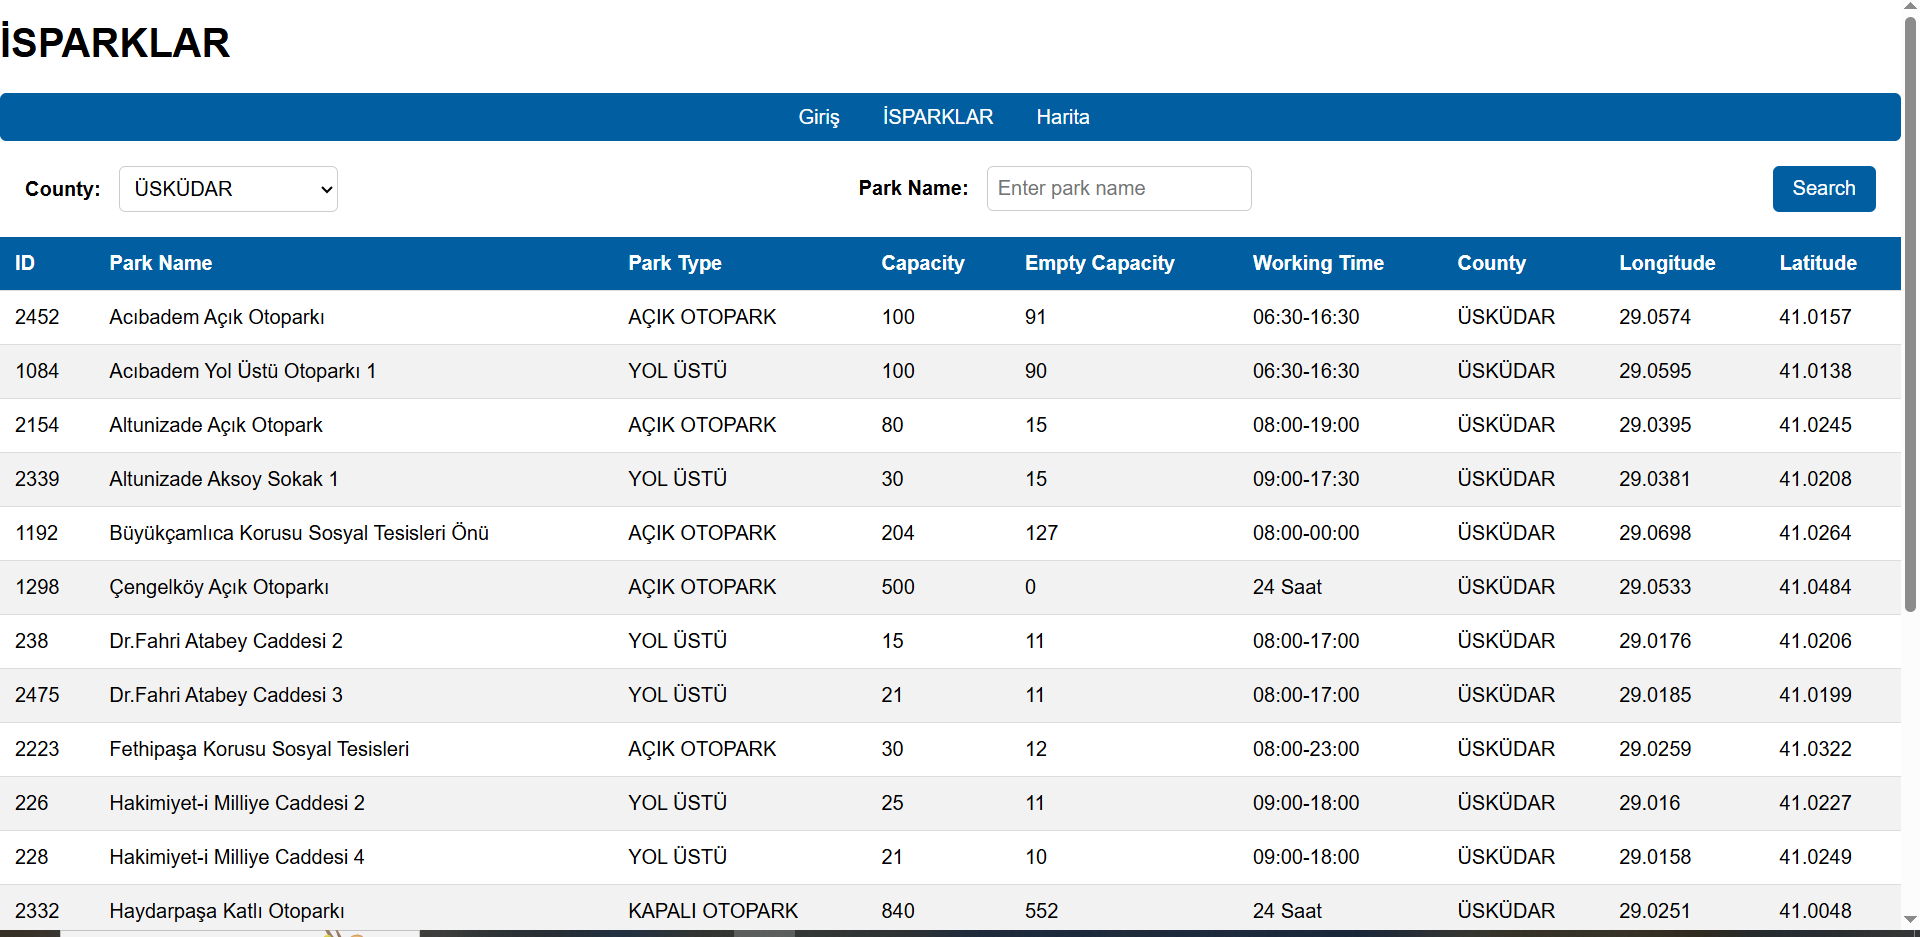 İSPARKLAR
Giriş İSPARKLAR Harita
County: ÜSKÜDAR Park Name: Enter park name Search
ID Park Name Park Type Capacity Empty Capacity Working Time County Longitude Latitude
2452 Acıbadem Açık Otoparkı AÇIK OTOPARK 100 91 06:30-16:30 ÜSKÜDAR 29.0574 41.0157
1084 Acıbadem Yol Üstü Otoparkı 1 YOL ÜSTÜ 100 90 06:30-16:30 ÜSKÜDAR 29.0595 41.0138
2154 Altunizade Açık Otopark AÇIK OTOPARK 80 15 08:00-19:00 ÜSKÜDAR 29.0395 41.0245
2339 Altunizade Aksoy Sokak 1 YOL ÜSTÜ 30 15 09:00-17:30 ÜSKÜDAR 29.0381 41.0208
1192 Büyükçamlıca Korusu Sosyal Tesisleri Önü AÇIK OTOPARK 204 127 08:00-00:00 ÜSKÜDAR 29.0698 41.0264
1298 Çengelköy Açık Otoparkı AÇIK OTOPARK 500 0 24 Saat ÜSKÜDAR 29.0533 41.0484
238 Dr.Fahri Atabey Caddesi 2 YOL ÜSTÜ 15 11 08:00-17:00 ÜSKÜDAR 29.0176 41.0206
2475 Dr.Fahri Atabey Caddesi 3 YOL ÜSTÜ 21 11 08:00-17:00 ÜSKÜDAR 29.0185 41.0199
2223 Fethipaşa Korusu Sosyal Tesisleri AÇIK OTOPARK 30 12 08:00-23:00 ÜSKÜDAR 29.0259 41.0322
226 Hakimiyet-i Milliye Caddesi 2 YOL ÜSTÜ 25 11 09:00-18:00 ÜSKÜDAR 29.016 41.0227
228 Hakimiyet-i Milliye Caddesi 4 YOL ÜSTÜ 21 10 09:00-18:00 ÜSKÜDAR 29.0158 41.0249
2332 Haydarpaşa Katlı Otoparkı KAPALI OTOPARK 840 552 24 Saat ÜSKÜDAR 29.0251 41.0048